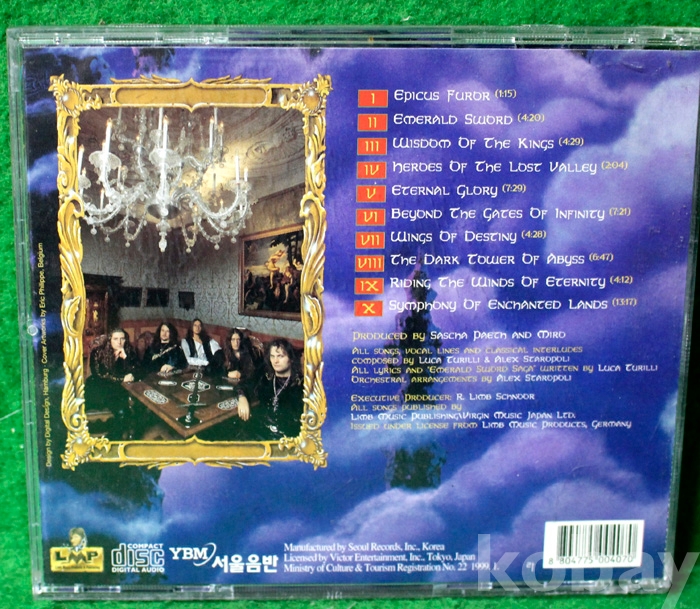 I Epicus Furor (1:15)
II Emerald Sword (4:20)
III Wisdom Of The Kings (4:29)
IV Heroes Of The Lost Valley (2:04)
V Eternal Glory (7:29)
VI Beyond The Gates Of Infinity (7:21)
VII Wings Of Destiny (4:28)
VIII The Dark Tower Of Abyss (6:47)
IX Riding The Winds Of Eternity (4:12)
X Symphony Of Enchanted Lands (13:17)
Produced by Sascha Paeth and Miro
All songs, vocal lines and classical interludes
composed by Luca Turilli & Alex Staropoli
All lyrics and 'Emerald Sword Saga' written by Luca Turilli
Orchestral arrangements by Alex Staropoli
Executive Producer: R. Limb Schnoor
All songs published by
Limb Music Publishing/Virgin Music Japan Ltd.
Issued under license from Limb Music Products, Germany
Design by Digital Design, Hamburg · Cover Artworks by Eric Philippe, Belgium
LMP
COMPACT
disc
DIGITAL AUDIO
YBM 서울음반
Manufactured by Seoul Records, Inc., Korea
Licensed by Victor Entertainment, Inc., Tokyo, Japan
Ministry of Culture & Tourism Registration No. 22 1999. 1.
8 804775 004070
kobay